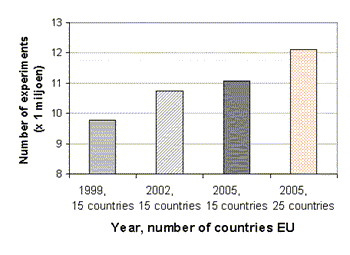 13
12
11
10
9
8
Number of experiments
(x 1 miljoen)
1999, 2002, 2005, 2005,
15 countries 15 countries 15 countries 25 countries
Year, number of countries EU